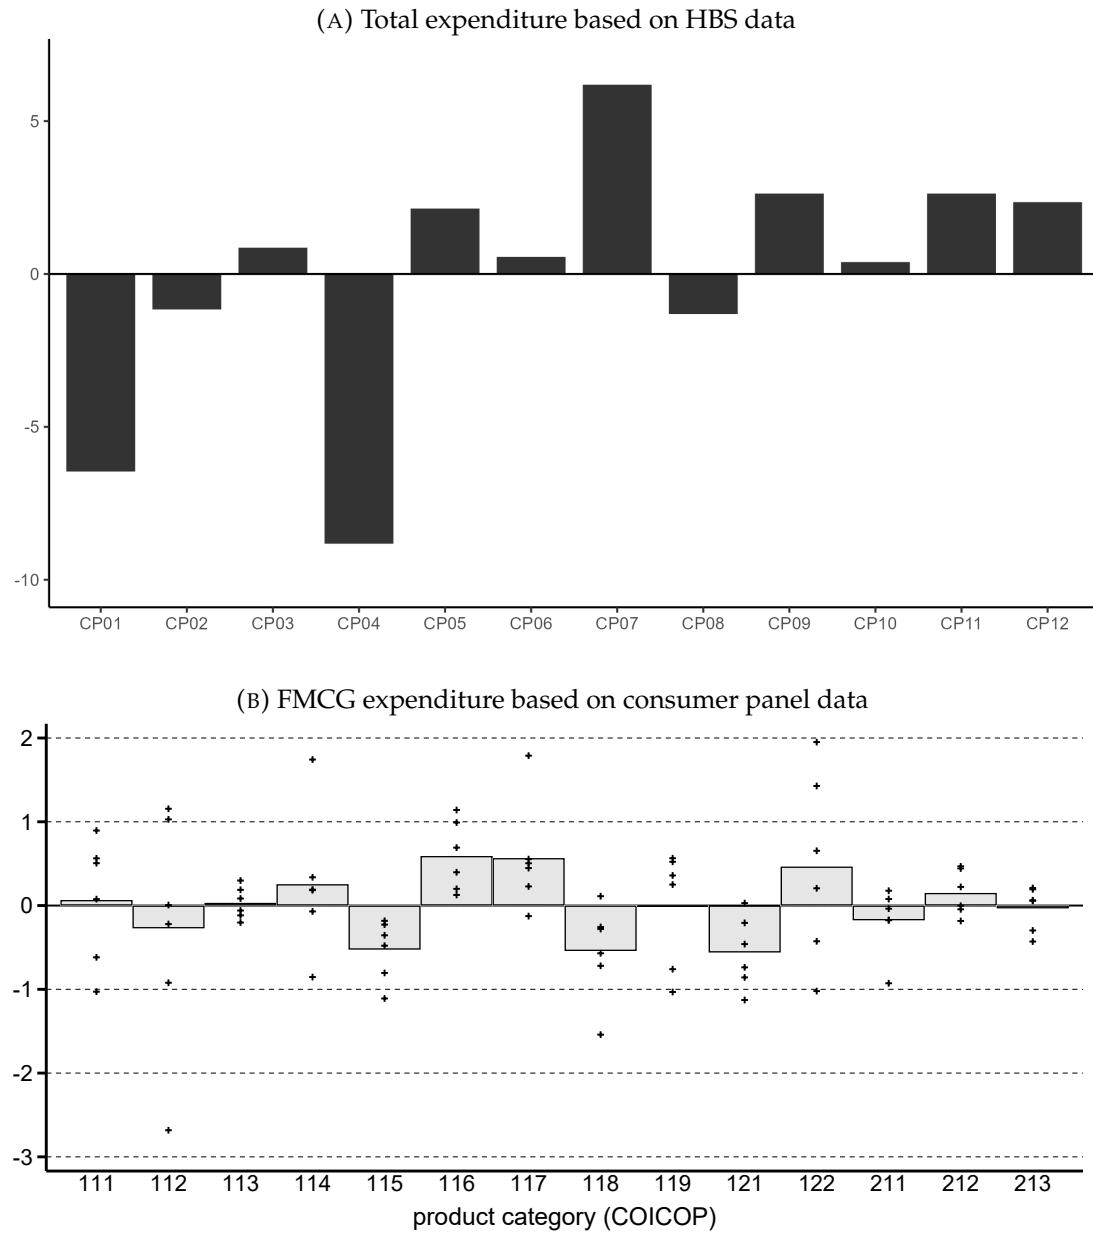 (A) Total expenditure based on HBS data
5
0
-5
-10
CP01 CP02 CP03 CP04 CP05 CP06 CP07 CP08 CP09 CP10 CP11 CP12
(B) FMCG expenditure based on consumer panel data
2
1
0
-1
-2
-3
111 112 113 114 115 116 117 118 119 121 122 211 212 213
product category (COICOP)